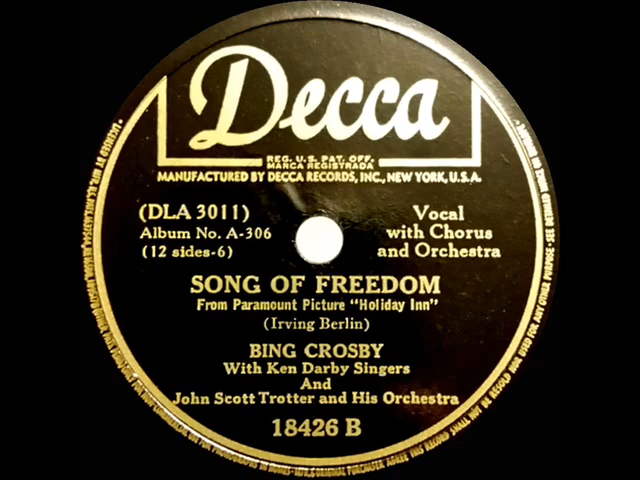 Decca
REG. U.S. PAT. OFF.
MARCA REGISTRADA
MANUFACTURED BY DECCA RECORDS, INC., NEW YORK, U.S.A.
(DLA 3011)
Album No. A-306
(12 sides-6)
Vocal
with Chorus
and Orchestra
SONG OF FREEDOM
From Paramount Picture "Holiday Inn"
(Irving Berlin)
BING CROSBY
With Ken Darby Singers
And
John Scott Trotter and His Orchestra
18426 B